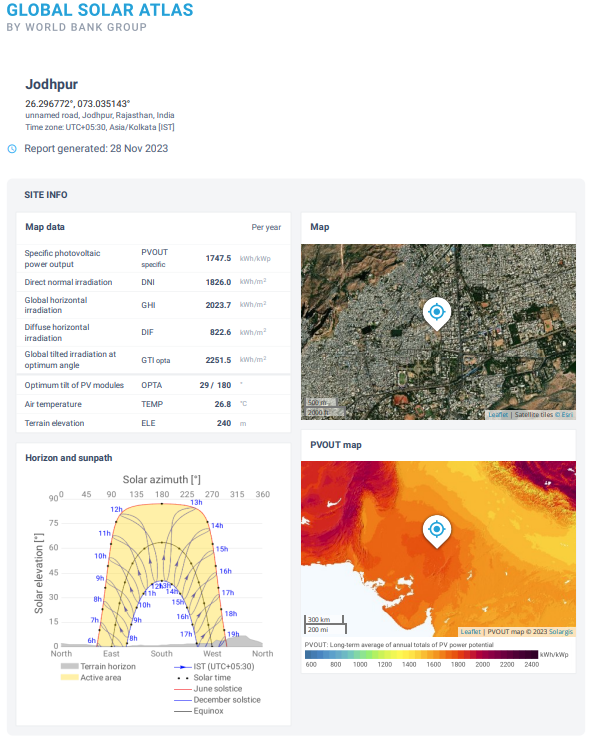 GLOBAL SOLAR ATLAS
BY WORLD BANK GROUP
Jodhpur
26.296772°, 073.035143°
unnamed road, Jodhpur, Rajasthan, India
Time zone: UTC+05:30, Asia/Kolkata [IST]
Report generated: 28 Nov 2023
SITE INFO
Map data Per year
Specific photovoltaic power output PVOUT specific 1747.5 kWh/kWp
Direct normal irradiation DNI 1826.0 kWh/m²
Global horizontal irradiation GHI 2023.7 kWh/m²
Diffuse horizontal irradiation DIF 822.6 kWh/m²
Global tilted irradiation at optimum angle GTI opta 2251.5 kWh/m²
Optimum tilt of PV modules OPTA 29 / 180 °
Air temperature TEMP 26.8 °C
Terrain elevation ELE 240 m
Map
500 m
2000 ft
Leaflet | Satellite tiles © Esri
Horizon and sunpath
Solar azimuth [°]
0 45 90 135 180 225 270 315 360
Solar elevation [°]
90
75
60
45
30
15
0
12h 13h
11h 14h
10h 15h
9h 16h
8h 17h
7h 18h
6h 19h
11h 12h 13h 14h
10h 15h
9h 16h
8h 17h
North East South West North
Terrain horizon
Active area
IST (UTC+05:30)
Solar time
June solstice
December solstice
Equinox
PVOUT map
300 km
200 mi
Leaflet | PVOUT map © 2023 Solargis
PVOUT: Long-term average of annual totals of PV power potential
kWh/kWp
600 800 1000 1200 1400 1600 1800 2000 2200 2400